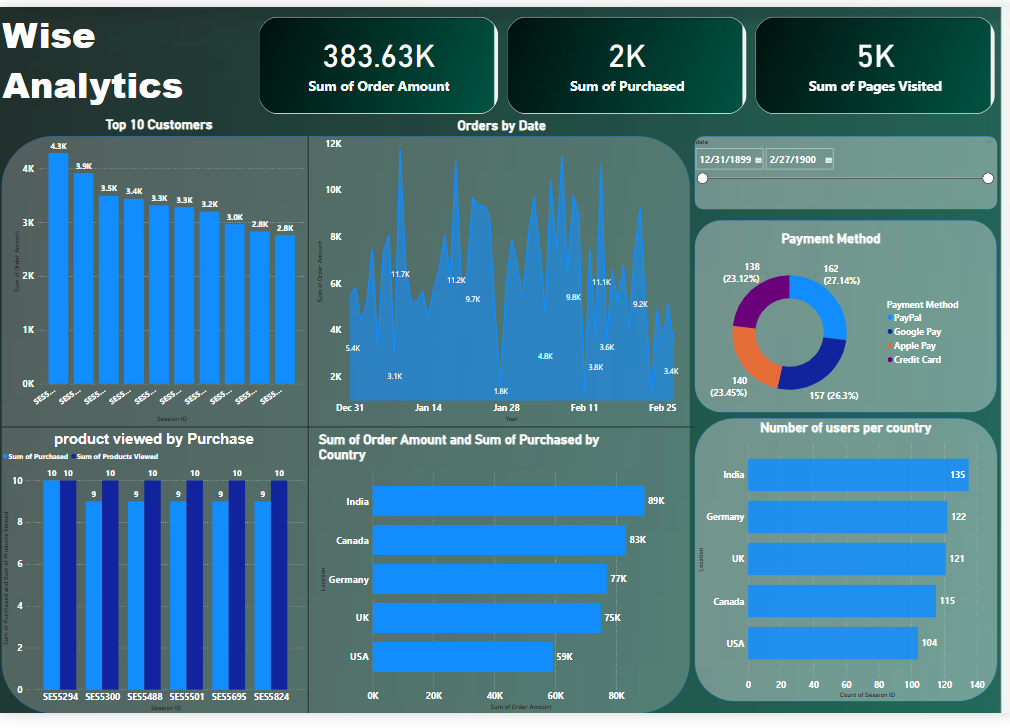 Wise
Analytics
383.63K
Sum of Order Amount
2K
Sum of Purchased
5K
Sum of Pages Visited
Top 10 Customers
4.3K
3.9K
3.5K
3.4K
3.3K
3.3K
3.2K
3.0K
2.8K
2.8K
4K
3K
2K
1K
0K
Sum of Order Amount
SES5... SES5... SES5... SES5... SES5... SES5... SES5... SES5... SES5... SES5...
Session ID
Orders by Date
12K
10K
8K
6K
4K
2K
Sum of Order Amount
5.4K
3.1K
11.7K
11.2K
9.7K
1.8K
4.8K
9.8K
3.8K
11.1K
3.6K
9.2K
3.4K
Dec 31 Jan 14 Jan 28 Feb 11 Feb 25
Year
date
12/31/1899 2/27/1900
Payment Method
138
(23.12%)
162
(27.14%)
140
(23.45%)
157 (26.3%)
Payment Method
PayPal
Google Pay
Apple Pay
Credit Card
product viewed by Purchase
Sum of Purchased Sum of Products Viewed
10 10 9 10 9 10 9 10 9 10 9 10
10
8
6
4
2
0
Sum of Purchased and Sum of Products Viewed
SES5294 SES5300 SES5488 SES5501 SES5695 SES5824
Session ID
Sum of Order Amount and Sum of Purchased by
Country
India 89K
Canada 83K
Germany 77K
UK 75K
USA 59K
Location
0K 20K 40K 60K 80K
Sum of Order Amount
Number of users per country
India 135
Germany 122
UK 121
Canada 115
USA 104
Location
0 20 40 60 80 100 120 140
Count of Session ID